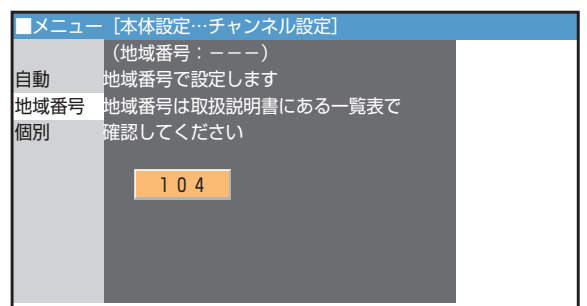 ■メニュー [本体設定…チャンネル設定]
(地域番号：－－－)
自動 地域番号で設定します
地域番号 地域番号は取扱説明書にある一覧表で
個別 確認してください
１０４